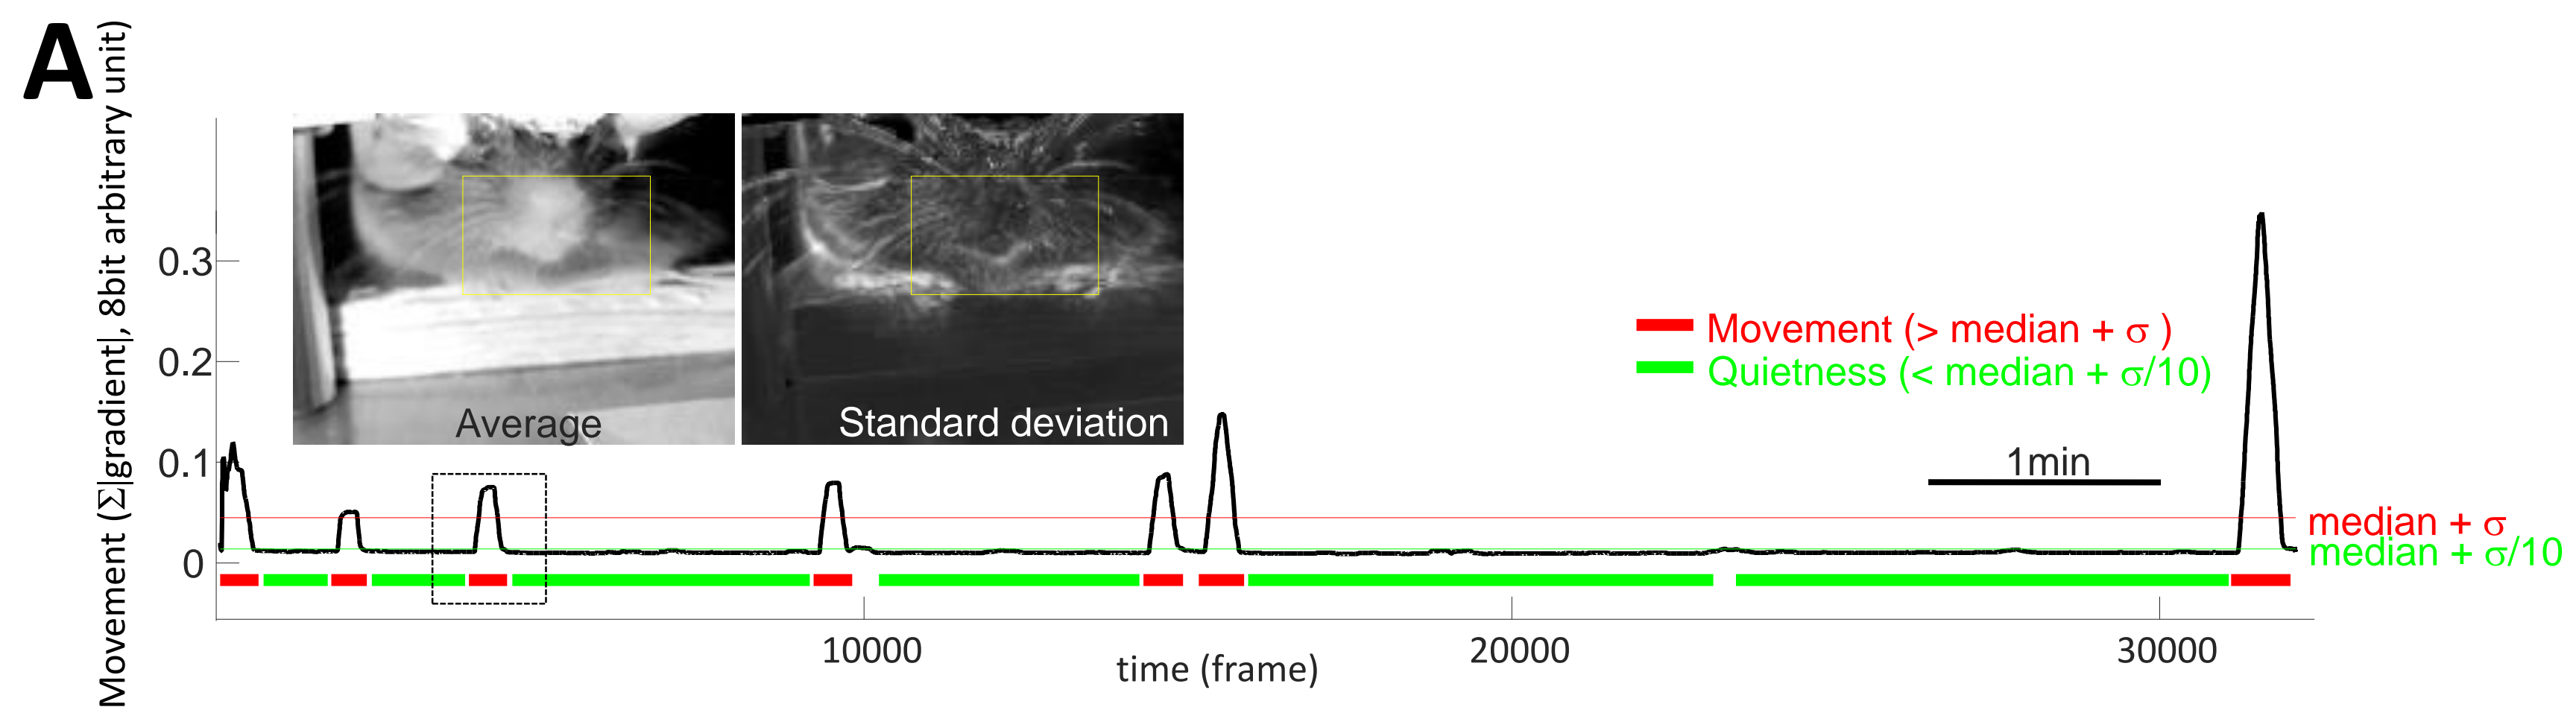 A
Movement (Σ|gradient|, 8bit arbitrary unit)
0.3
0.2
0.1
0
Average
Standard deviation
Movement (> median + σ )
Quietness (< median + σ/10)
1min
median + σ
median + σ/10
10000
20000
30000
time (frame)